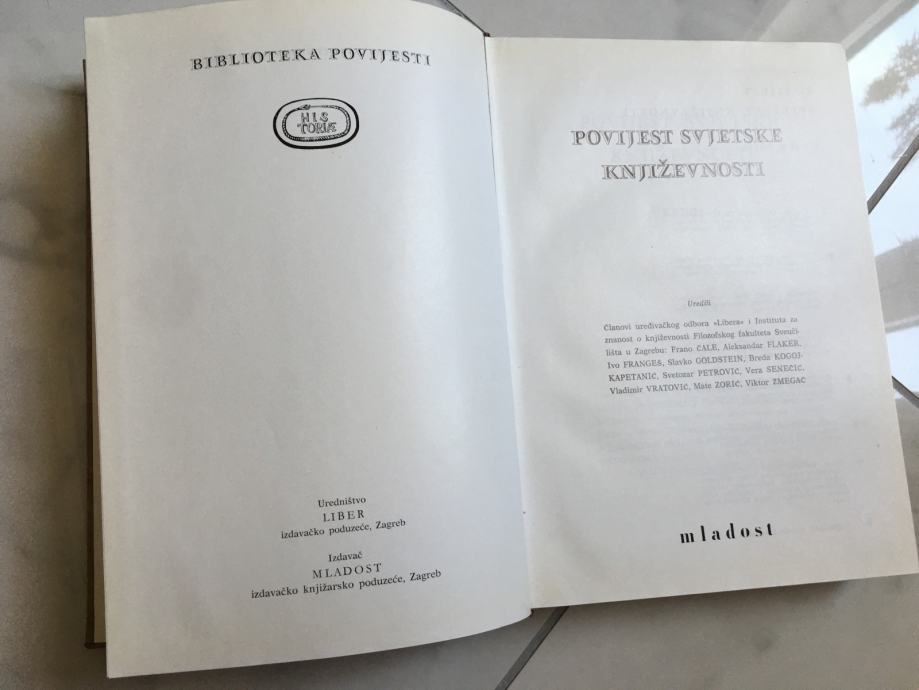 BIBLIOTEKA POVIJESTI
HIS
TORIÆ
Uredništvo
LIBER
izdavačko poduzeće, Zagreb
Izdavač
MLADOST
izdavačko knjižarsko poduzeće, Zagreb
POVIJEST SVJETSKE
KNJIŽEVNOSTI
Uredili
Članovi uređivačkog odbora »Libera« i Instituta za
znanost o književnosti Filozofskog fakulteta Sveuči-
lišta u Zagrebu: Frano ČALE, Aleksandar FLAKER,
Ivo FRANGEŠ, Slavko GOLDSTEIN, Breda KOGOJ-
KAPETANIĆ, Svetozar PETROVIĆ, Vera SENEČIĆ,
Vladimir VRATOVIĆ, Mate ZORIĆ, Viktor ŽMEGAČ
mladost